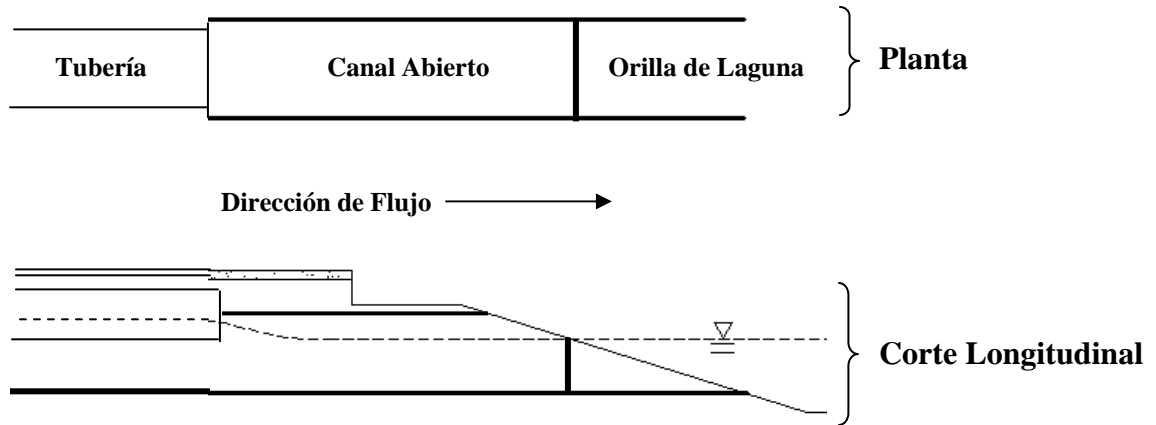 Tubería
Canal Abierto
Orilla de Laguna
Planta
Dirección de Flujo
Corte Longitudinal